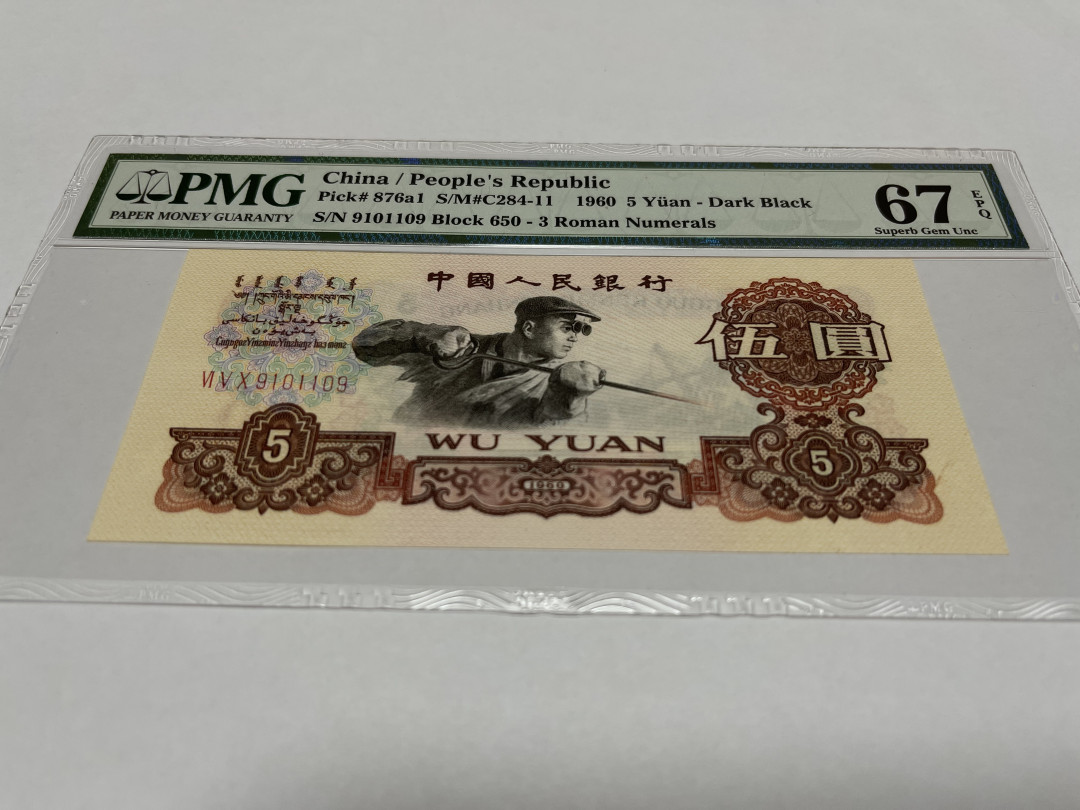 PMG
PAPER MONEY GUARANTY
China / People's Republic
Pick# 876a1 S/M#C284-11 1960 5 Yüan - Dark Black
S/N 9101109 Block 650 - 3 Roman Numerals
67
EPQ
Superb Gem Unc
中國人民銀行
伍圓
VI V X 9101109
5
WU YUAN
5
1960